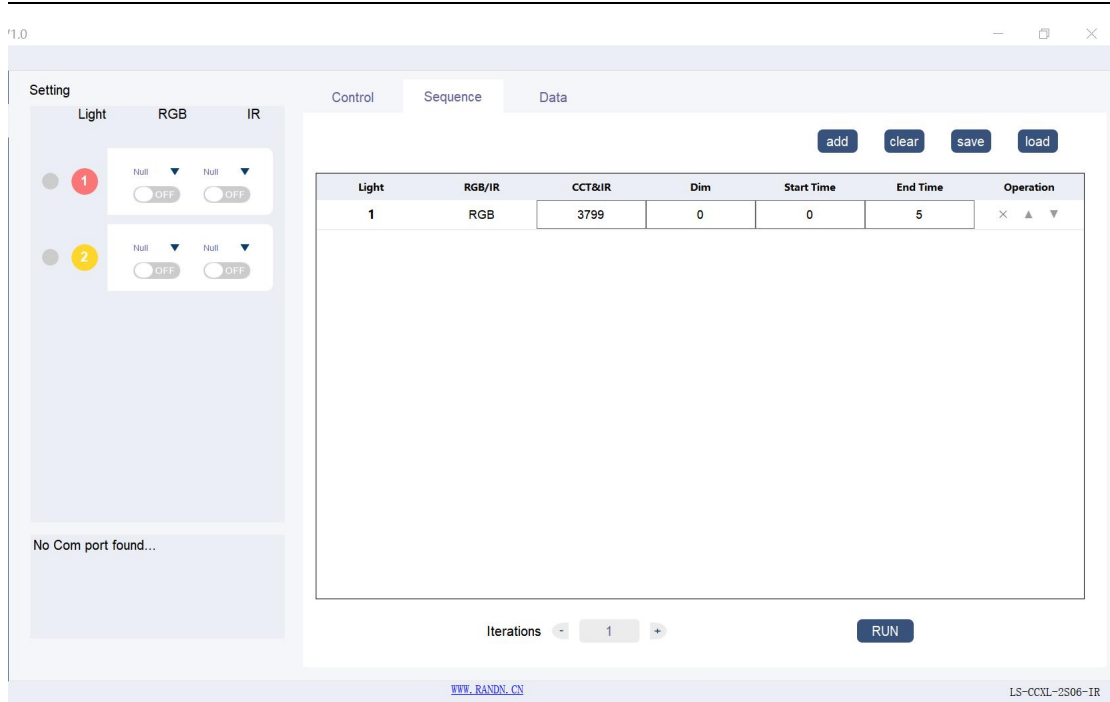 V1.0
Setting
Light RGB IR
1 Null Null
OFF OFF
2 Null Null
OFF OFF
No Com port found...
Control Sequence Data
add clear save load
Light RGB/IR CCT&IR Dim Start Time End Time Operation
1 RGB 3799 0 0 5
Iterations - 1 + RUN
WWW.RANDN.CN
LS-CCXL-2S06-IR